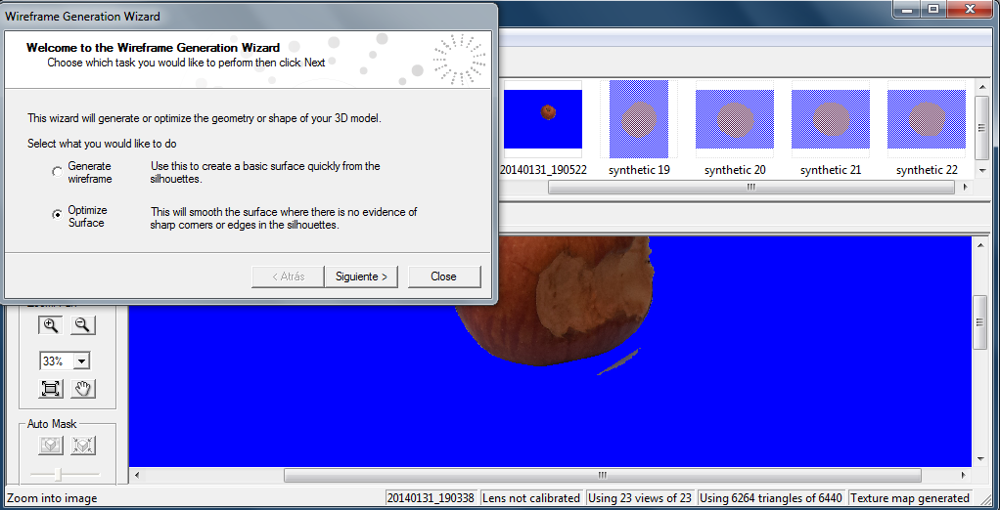 Wireframe Generation Wizard
Welcome to the Wireframe Generation Wizard
Choose which task you would like to perform then click Next
This wizard will generate or optimize the geometry or shape of your 3D model.
Select what you would like to do
Generate
wireframe
Use this to create a basic surface quickly from the
silhouettes.
Optimize
Surface
This will smooth the surface where there is no evidence of
sharp corners or edges in the silhouettes.
< Atrás
Siguiente >
Close
20140131_190522
synthetic 19
synthetic 20
synthetic 21
synthetic 22
33%
Auto Mask
Zoom into image
20140131_190338
Lens not calibrated
Using 23 views of 23
Using 6264 triangles of 6440
Texture map generated